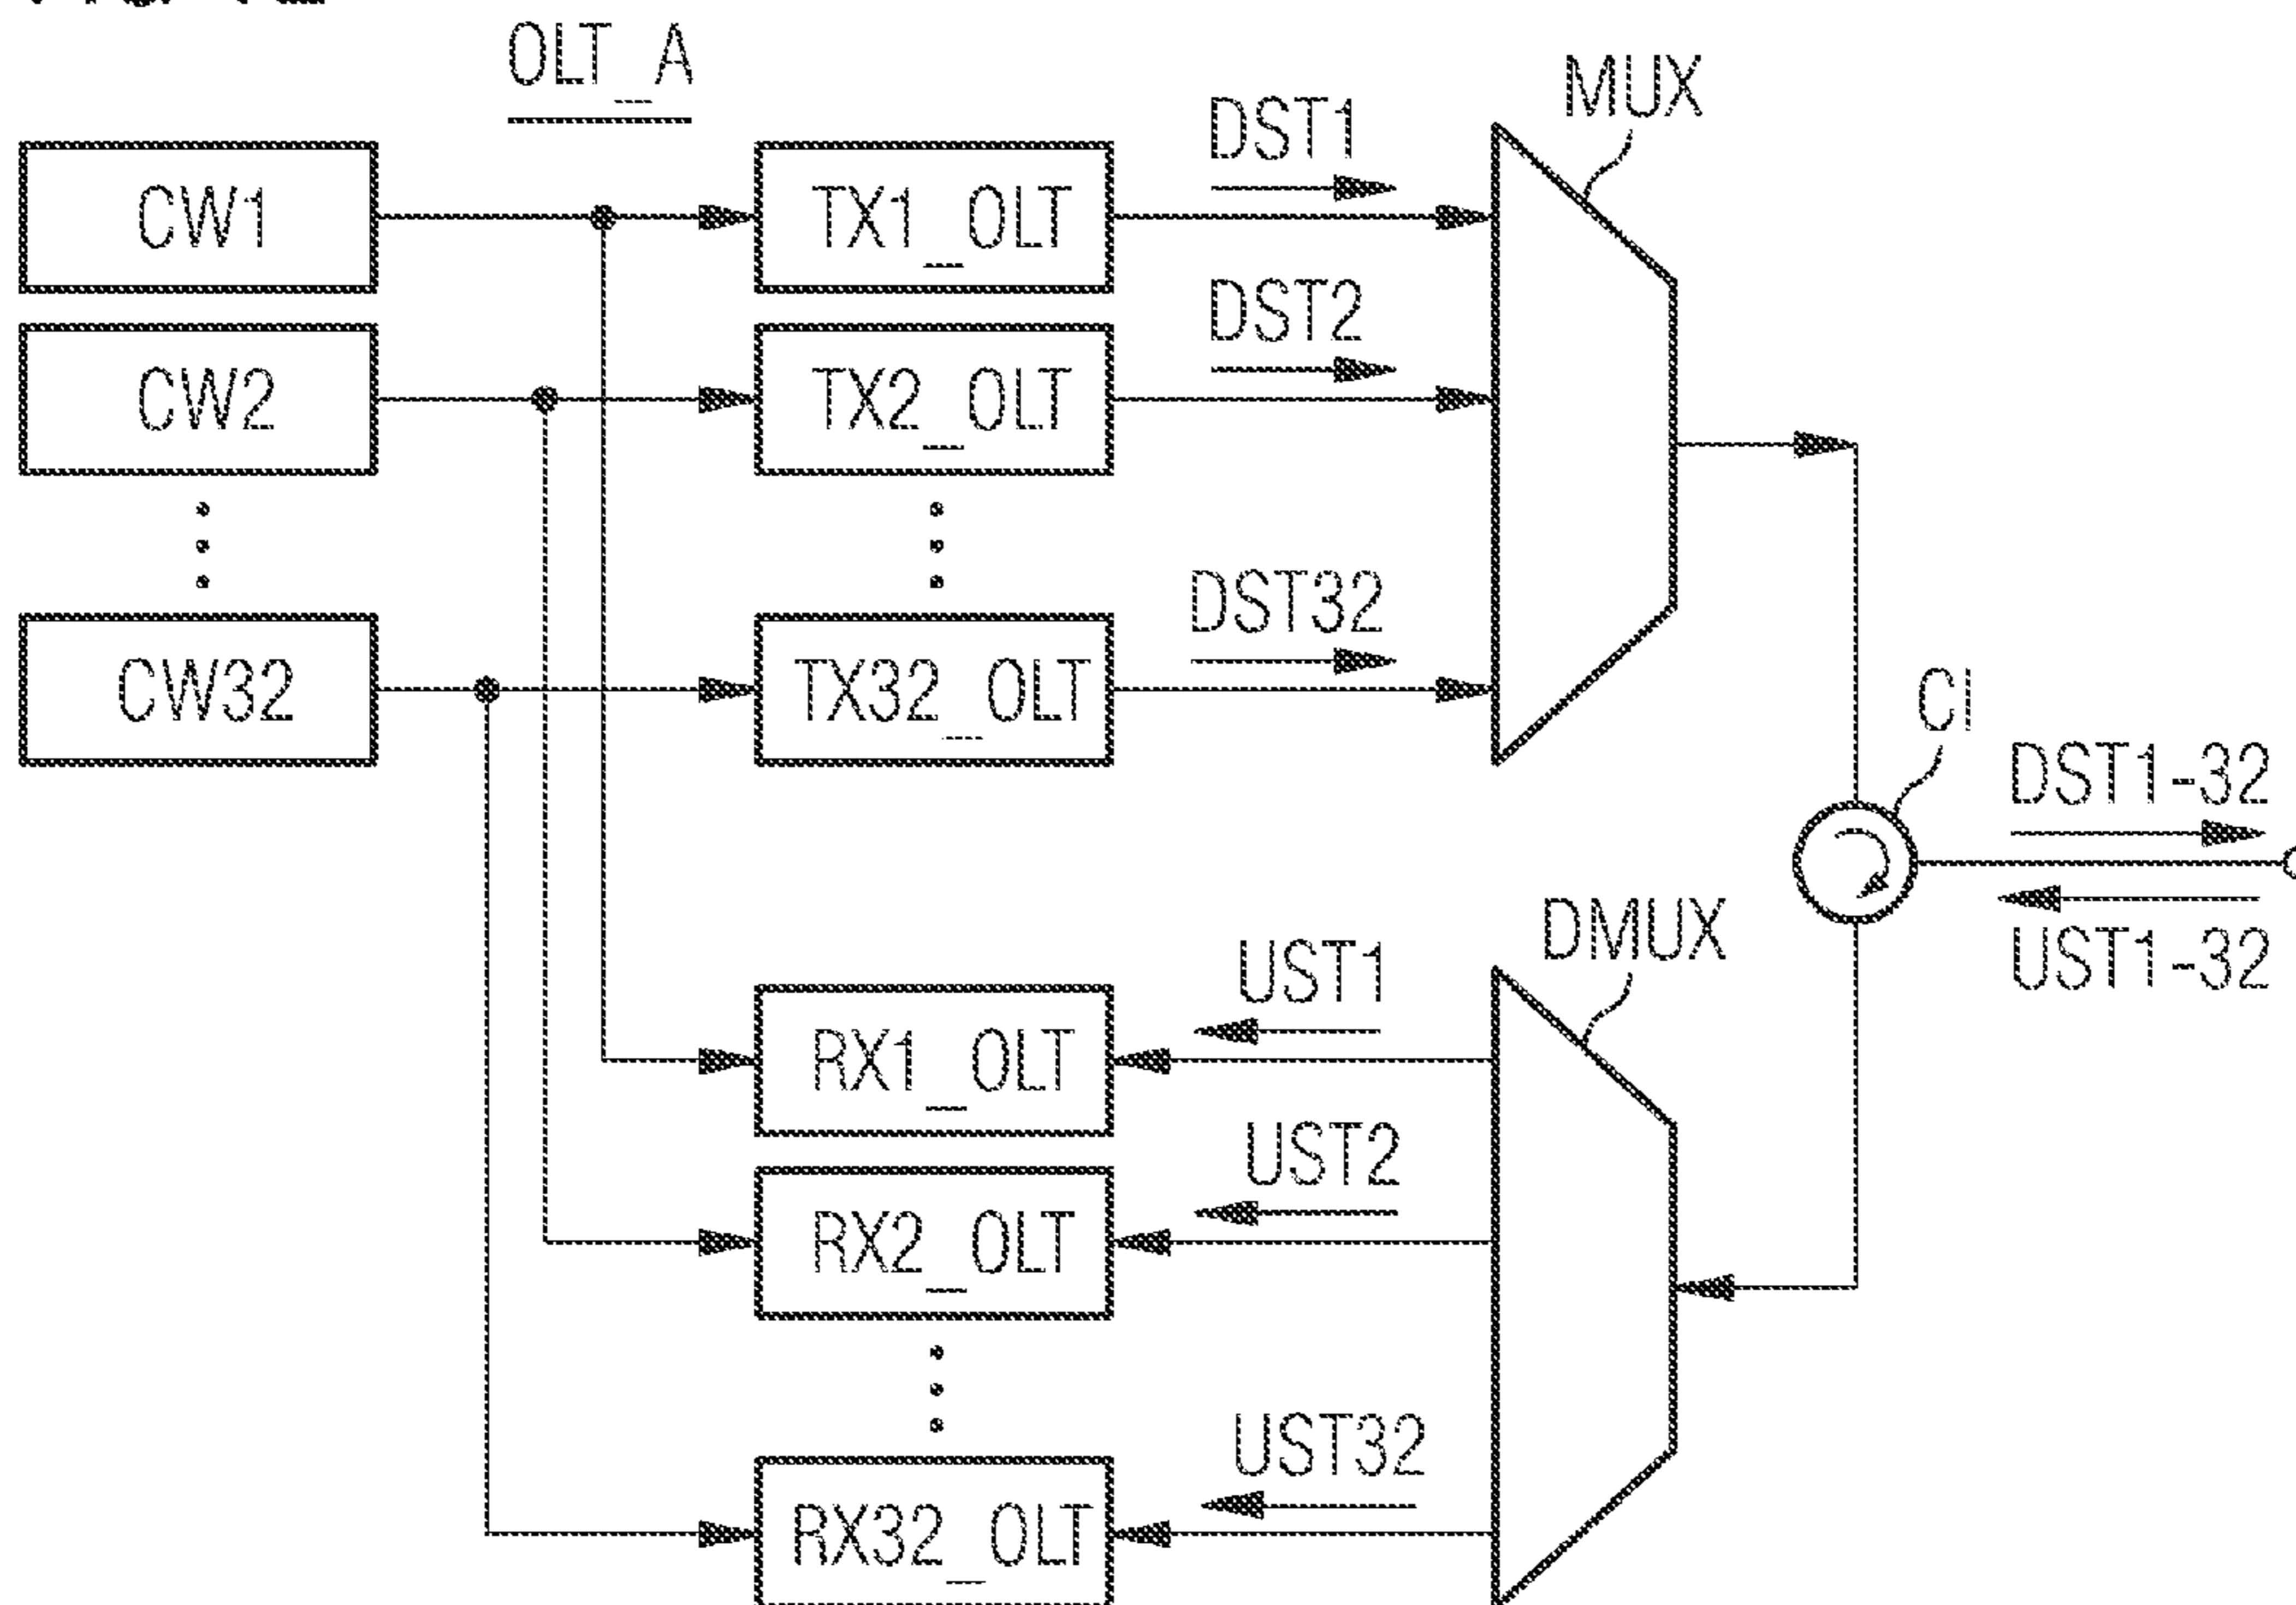 OLT_A
MUX
CW1
TX1_OLT
DST1
CW2
TX2_OLT
DST2
CW32
TX32_OLT
DST32
CI
DST1-32
UST1-32
DMUX
RX1_OLT
UST1
RX2_OLT
UST2
RX32_OLT
UST32